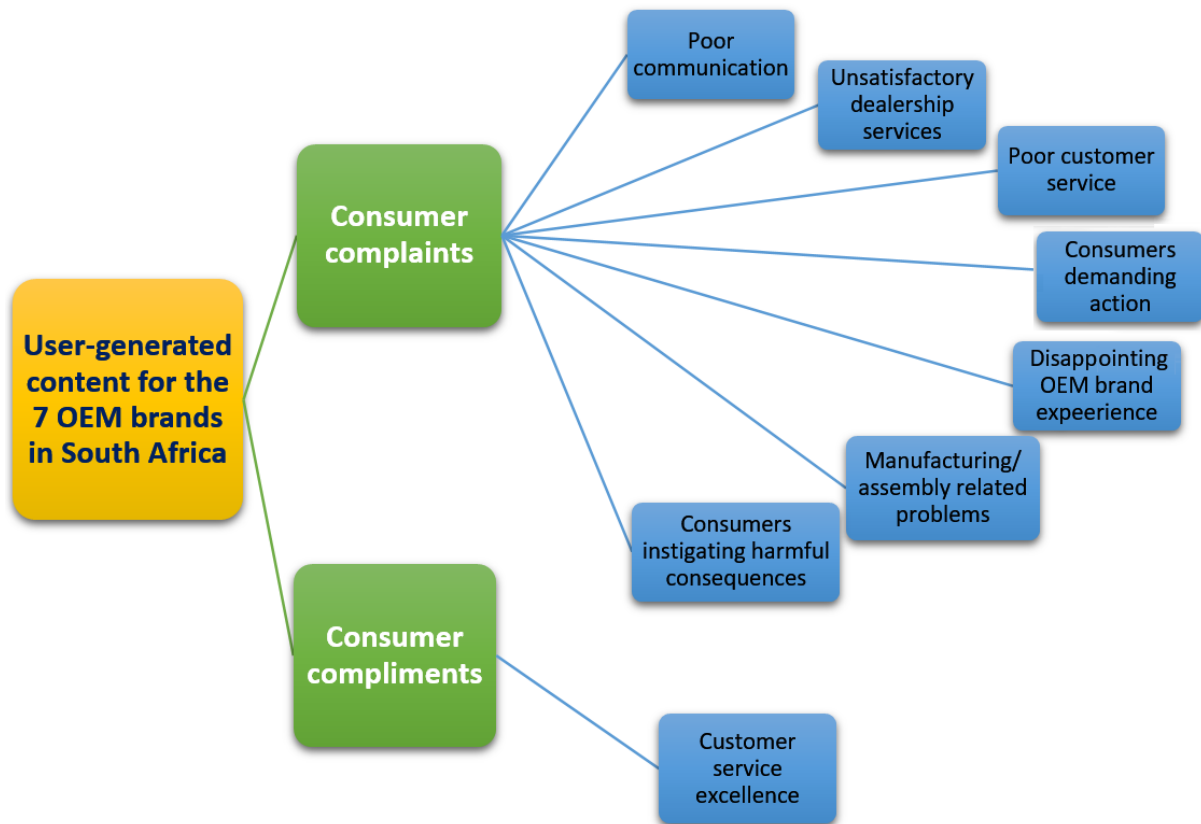 User-generated
content for the
7 OEM brands
in South Africa
Consumer
complaints
Poor
communication
Unsatisfactory
dealership
services
Poor customer
service
Consumers
demanding
action
Disappointing
OEM brand
expeerience
Manufacturing/
assembly related
problems
Consumers
instigating harmful
consequences
Consumer
compliments
Customer
service
excellence